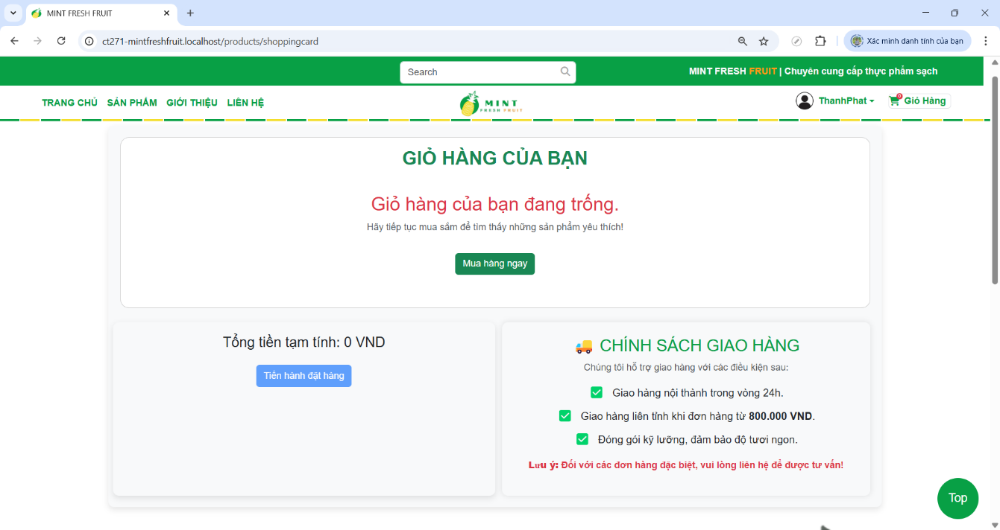 MINT FRESH FRUIT
ct271-mintfreshfruit.localhost/products/shoppingcard
Xác minh danh tính của bạn
Search
MINT FRESH FRUIT | Chuyên cung cấp thực phẩm sạch
TRANG CHỦ SẢN PHẨM GIỚI THIỆU LIÊN HỆ
MINT
FRESH FRUIT
ThanhPhat
0
Giỏ Hàng
GIỎ HÀNG CỦA BẠN
Giỏ hàng của bạn đang trống.
Hãy tiếp tục mua sắm để tìm thấy những sản phẩm yêu thích!
Mua hàng ngay
Tổng tiền tạm tính: 0 VND
Tiến hành đặt hàng
CHÍNH SÁCH GIAO HÀNG
Chúng tôi hỗ trợ giao hàng với các điều kiện sau:
Giao hàng nội thành trong vòng 24h.
Giao hàng liên tỉnh khi đơn hàng từ 800.000 VND.
Đóng gói kỹ lưỡng, đảm bảo độ tươi ngon.
Lưu ý: Đối với các đơn hàng đặc biệt, vui lòng liên hệ để được tư vấn!
Top